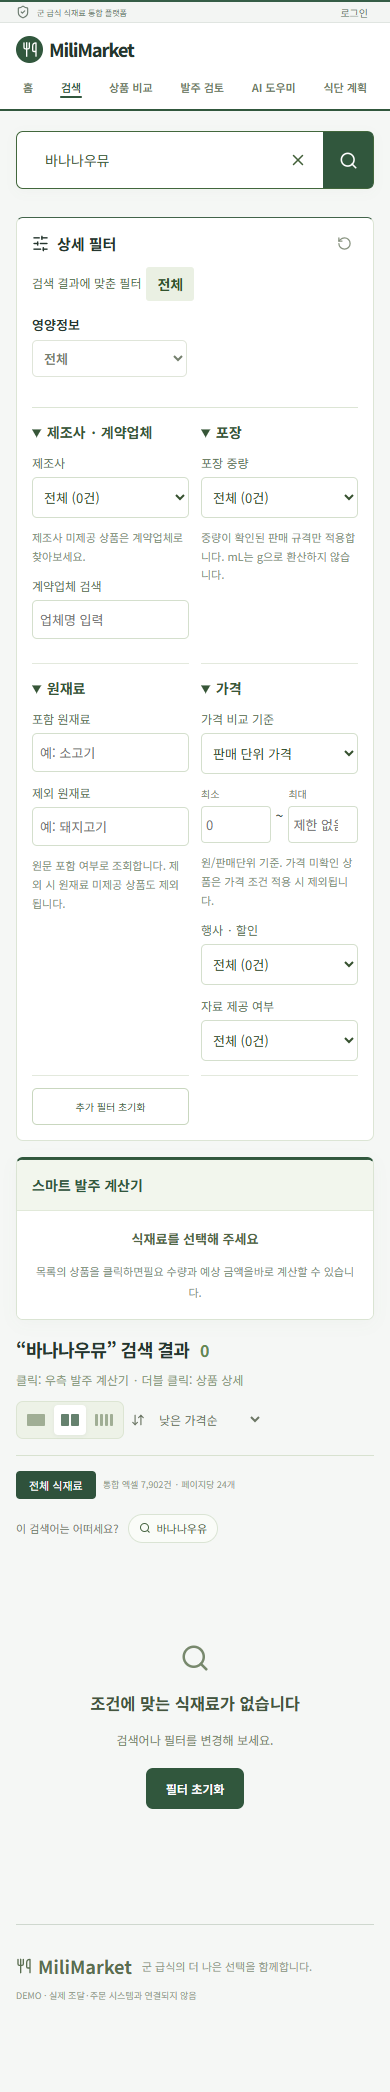 군 급식 식재료 통합 플랫폼
로그인
MiliMarket
홈 검색 상품 비교 발주 검토 AI 도우미 식단 계획
바나나우뮤
상세 필터
검색 결과에 맞춘 필터 전체
영양정보
전체
제조사 · 계약업체
제조사
전체 (0건)
제조사 미제공 상품은 계약업체로
찾아보세요.
계약업체 검색
업체명 입력
포장
포장 중량
전체 (0건)
중량이 확인된 판매 규격만 적용합
니다. mL는 g으로 환산하지 않습
니다.
원재료
포함 원재료
예: 소고기
제외 원재료
예: 돼지고기
원문 포함 여부로 조회합니다. 제
외 시 원재료 미제공 상품도 제외
됩니다.
가격
가격 비교 기준
판매 단위 가격
최소 최대
0 ~ 제한 없음
원/판매단위 기준. 가격 미확인 상
품은 가격 조건 적용 시 제외됩니
다.
행사 · 할인
전체 (0건)
자료 제공 여부
전체 (0건)
추가 필터 초기화
스마트 발주 계산기
식재료를 선택해 주세요
목록의 상품을 클릭하면필요 수량과 예상 금액을바로 계산할 수 있습니
다.
“바나나우뮤” 검색 결과 0
클릭: 우측 발주 계산기 · 더블 클릭: 상품 상세
낮은 가격순
전체 식재료 통합 엑셀 7,902건 · 페이지당 24개
이 검색어는 어떠세요? 바나나우유
조건에 맞는 식재료가 없습니다
검색어나 필터를 변경해 보세요.
필터 초기화
MiliMarket 군 급식의 더 나은 선택을 함께합니다.
DEMO · 실제 조달·주문 시스템과 연결되지 않음